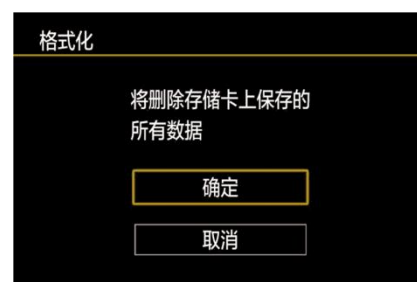 格式化
将删除存储卡上保存的
所有数据
确定
取消